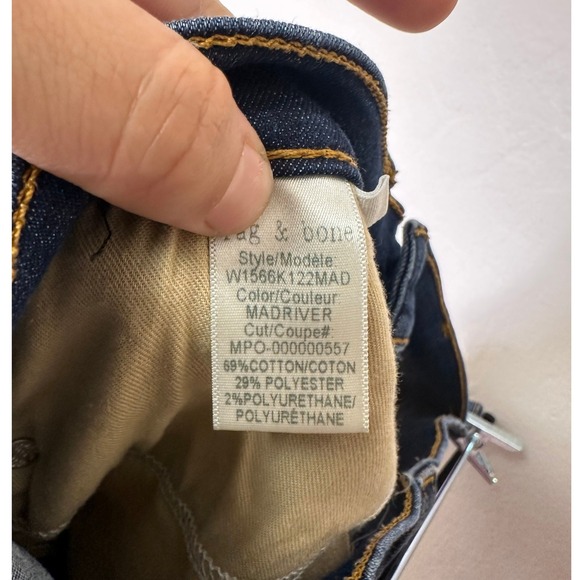 rag & bone
Style/Modèle:
W1566K122MAD
Color/Couleur:
MADRIVER
Cut/Coupe#
MPO-000000557
69%COTTON/COTON
29% POLYESTER
2%POLYURETHANE/
POLYURÉTHANE